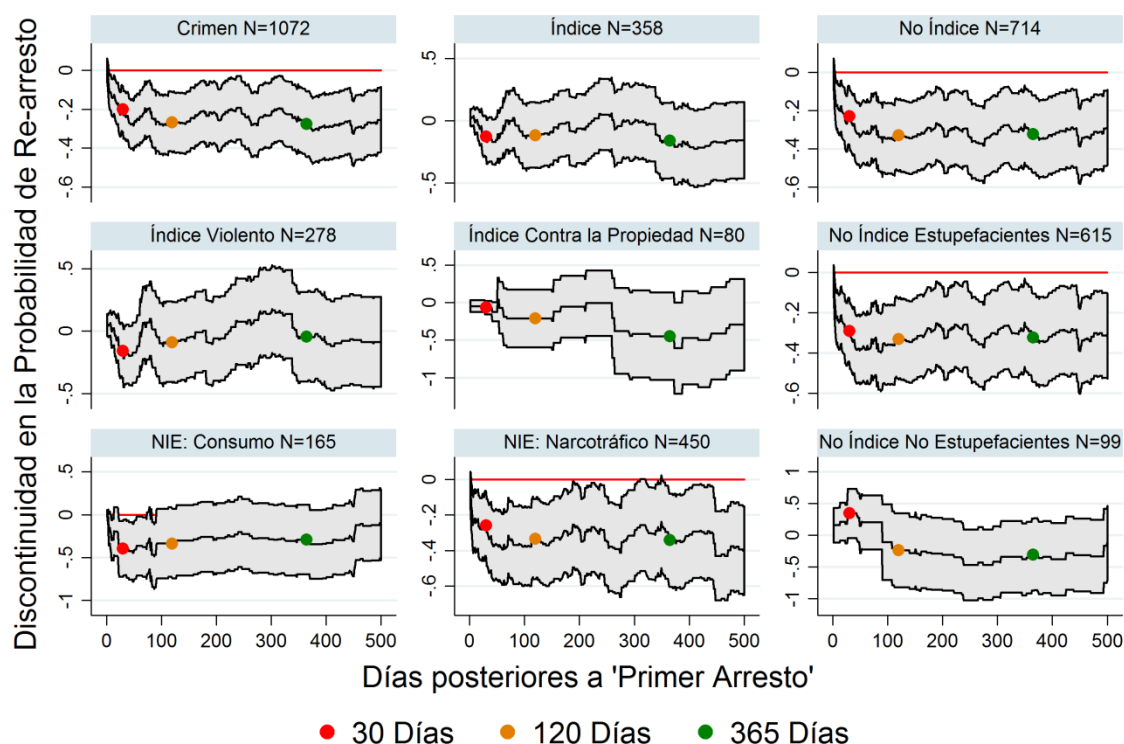 Discontinuidad en la Probabilidad de Re-arresto
Crimen N=1072
0
-.2
-.4
-.6
Índice N=358
.5
0
-.5
No Índice N=714
0
-.2
-.4
-.6
Índice Violento N=278
.5
0
-.5
Índice Contra la Propiedad N=80
.5
0
-.5
-1
No Índice Estupefacientes N=615
0
-.2
-.4
-.6
NIE: Consumo N=165
.5
0
-.5
-1
0 100 200 300 400 500
NIE: Narcotráfico N=450
0
-.2
-.4
-.6
0 100 200 300 400 500
No Índice No Estupefacientes N=99
1
.5
0
-.5
-1
0 100 200 300 400 500
Días posteriores a 'Primer Arresto'
30 Días 120 Días 365 Días